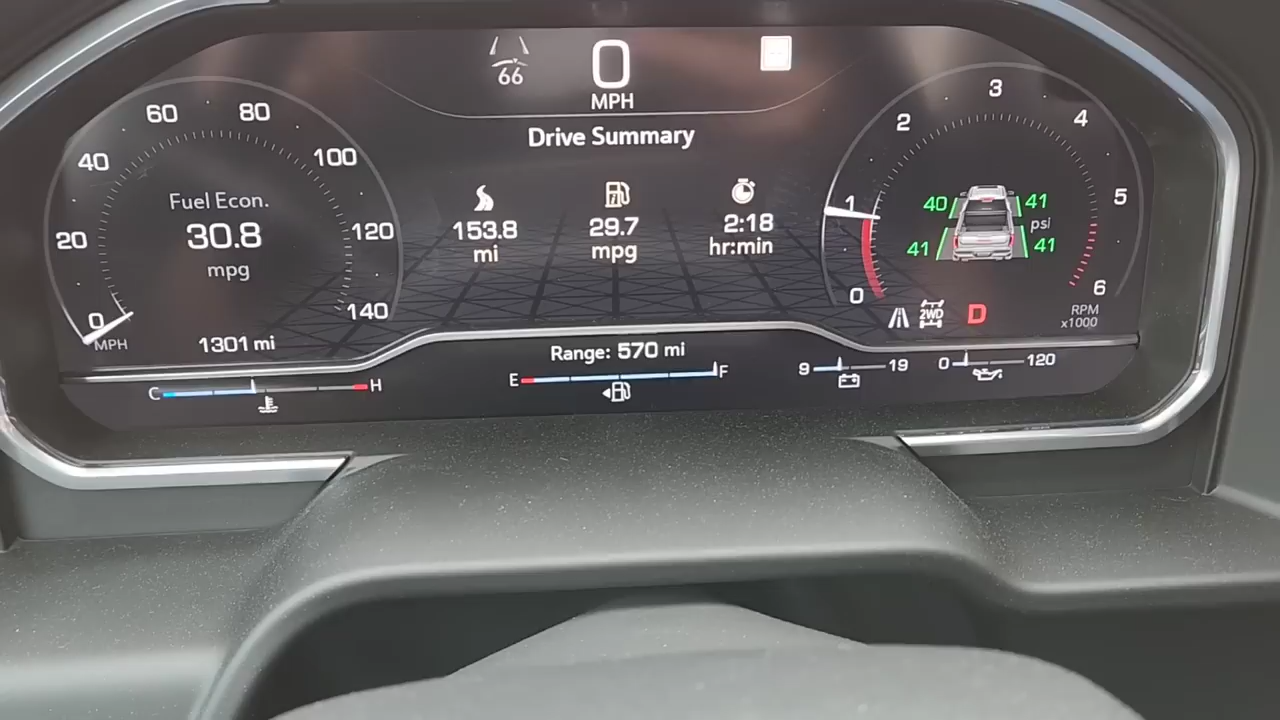 66
0
MPH
Drive Summary
153.8
mi
29.7
mpg
2:18
hr:min
0
20
40
60
80
100
120
140
MPH
Fuel Econ.
30.8
mpg
1301 mi
0
1
2
3
4
5
6
RPM
x1000
40
41
psi
41
41
2WD
D
Range: 570 mi
C
H
E
F
9
19
0
120